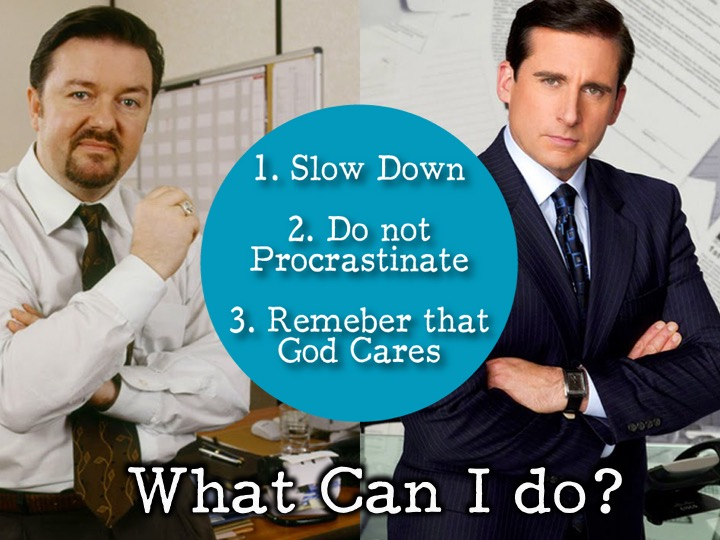 1. Slow Down
2. Do not
Procrastinate
3. Remeber that
God Cares
What Can I do?